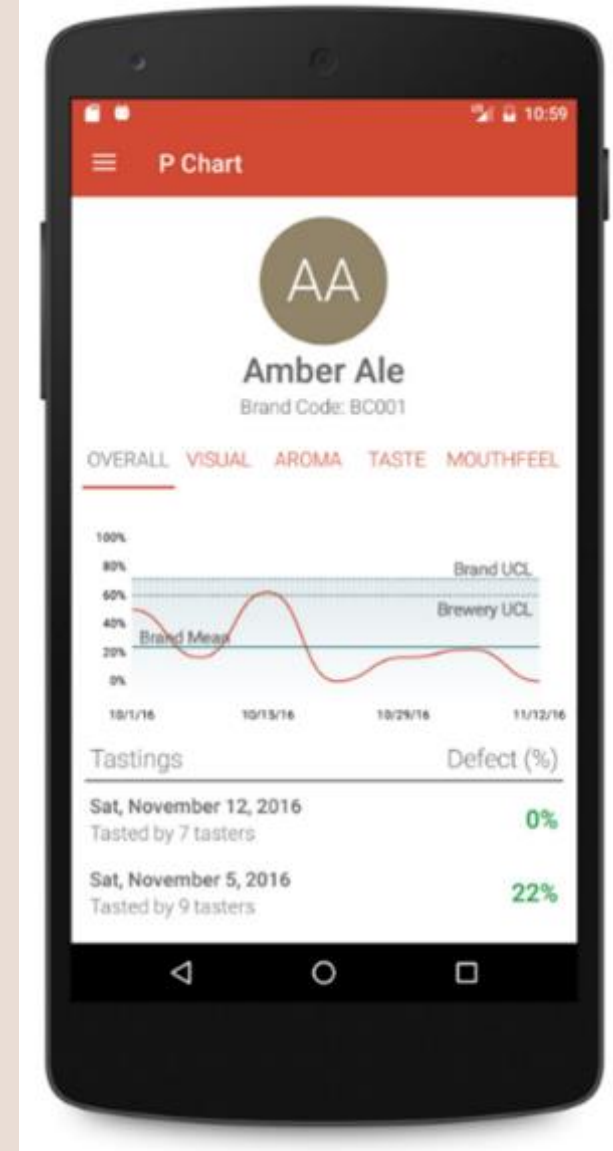 10:59
P Chart
AA
Amber Ale
Brand Code: BC001
OVERALL VISUAL AROMA TASTE MOUTHFEEL
100%
80%
Brand UCL
60%
Brewery UCL
40%
Brand Mean
20%
0%
10/1/16 10/15/16 10/29/16 11/12/16
Tastings Defect (%)
Sat, November 12, 2016
0%
Tasted by 7 tasters
Sat, November 5, 2016
22%
Tasted by 9 tasters